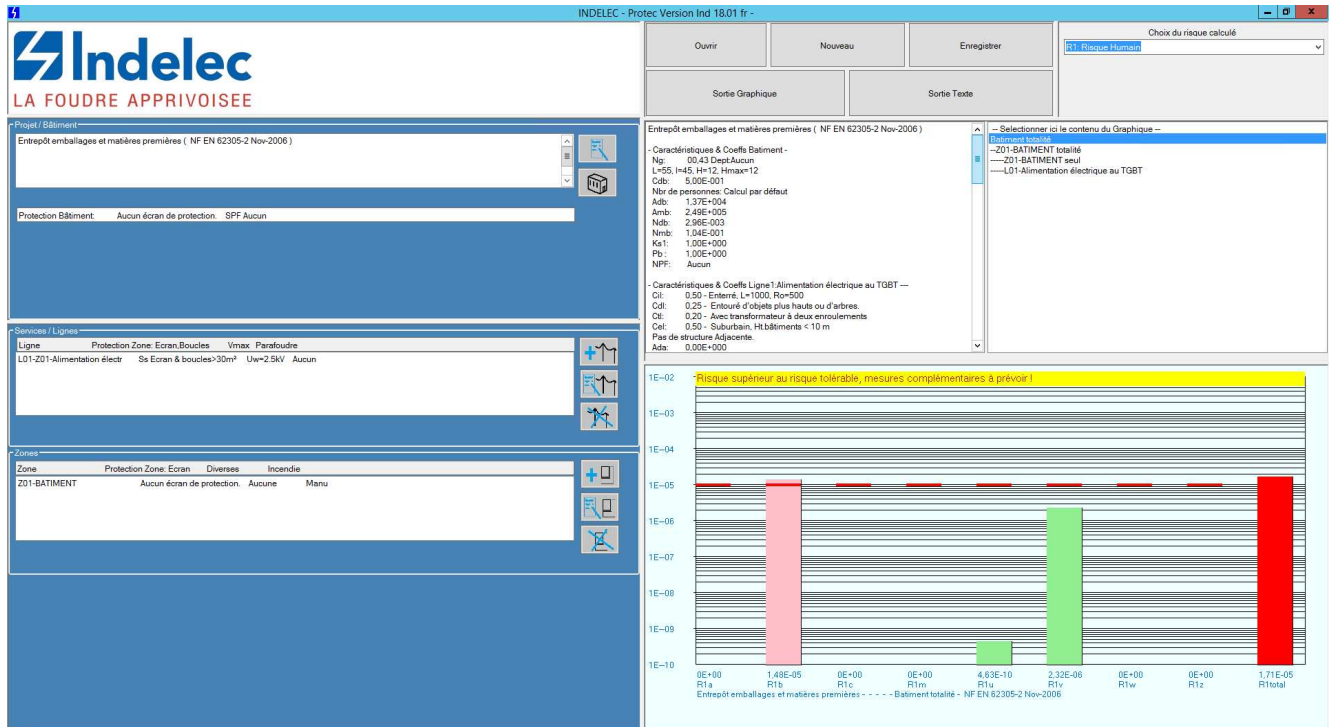 INDELEC - Protec Version Ind 18.01 fr -
Indelec
LA FOUDRE APPRIVOISEE
Ouvrir
Nouveau
Enregistrer
Sortie Graphique
Sortie Texte
Choix du risque calculé
R1: Risque Humain
Projet / Bâtiment
Entrepôt emballages et matières premières ( NF EN 62305-2 Nov-2006 )
Protection Bâtiment: Aucun écran de protection. SPF Aucun
Services / Lignes
Ligne Protection Zone: Ecran,Boucles Vmax Parafoudre
L01-Z01-Alimentation électr Ss Ecran & boucles>30m² Uw=2.5kV Aucun
Zones
Zone Protection Zone: Ecran Diverses Incendie
Z01-BATIMENT Aucun écran de protection. Aucune Manu
Entrepôt emballages et matières premières ( NF EN 62305-2 Nov-2006 )
- Caractéristiques & Coeffs Batiment -
Ng: 00,43 Dept:Aucun
L=55, l=45, H=12, Hmax=12
Cdb: 5,00E-001
Nbr de personnes: Calcul par défaut
Adb: 1,37E+004
Amb: 2,49E+005
Ndb: 2,96E-003
Nmb: 1,04E-001
Ks1: 1,00E+000
Pb : 1,00E+000
NPF: Aucun
- Caractéristiques & Coeffs Ligne1:Alimentation électrique au TGBT ---
Cil: 0,50 - Enterré, L=1000, Ro=500
Cdl: 0,25 - Entouré d'objets plus hauts ou d'arbres.
Ctl: 0,20 - Avec transformateur à deux enroulements
Cel: 0,50 - Suburbain, Ht.bâtiments < 10 m
Pas de structure Adjacente.
Ada: 0,00E+000
-- Selectionner ici le contenu du Graphique --
Batiment totalité
--Z01-BATIMENT totalité
-----Z01-BATIMENT seul
-----L01-Alimentation électrique au TGBT
Risque supérieur au risque tolérable, mesures complémentaires à prévoir !
1E-02
1E-03
1E-04
1E-05
1E-06
1E-07
1E-08
1E-09
1E-10
0E+00 1,48E-05 0E+00 0E+00 4,63E-10 2,32E-06 0E+00 0E+00 1,71E-05
R1a R1b R1c R1m R1u R1v R1w R1z R1total
Entrepôt emballages et matières premières - - - - - Batiment totalité - NF EN 62305-2 Nov-2006